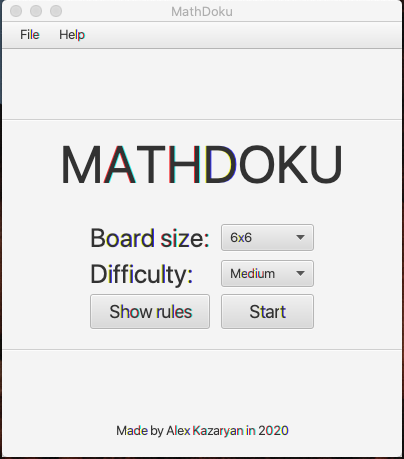 MathDoku
File Help
MATHDOKU
Board size: 6x6
Difficulty: Medium
Show rules Start
Made by Alex Kazaryan in 2020